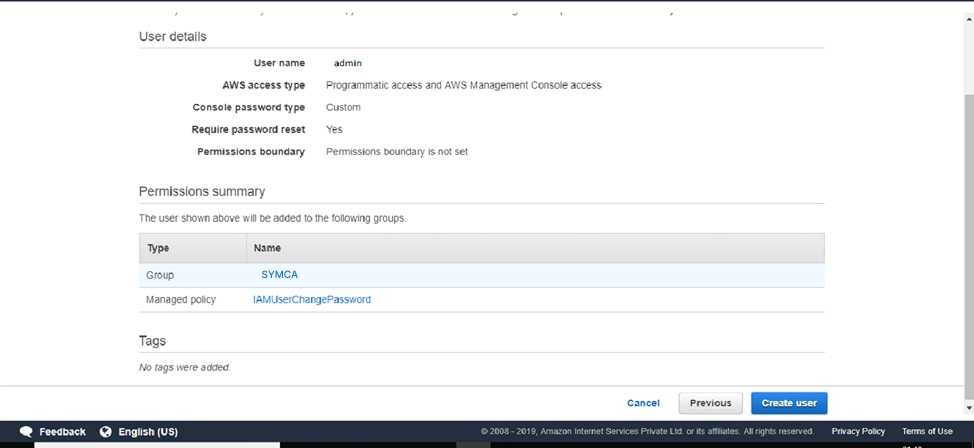 User details
User name admin
AWS access type Programmatic access and AWS Management Console access
Console password type Custom
Require password reset Yes
Permissions boundary Permissions boundary is not set
Permissions summary
The user shown above will be added to the following groups.
Type Name
Group SYMCA
Managed policy IAMUserChangePassword
Tags
No tags were added.
Cancel Previous Create user
Feedback English (US) © 2008 - 2019, Amazon Internet Services Private Ltd. or its affiliates. All rights reserved. Privacy Policy Terms of Use